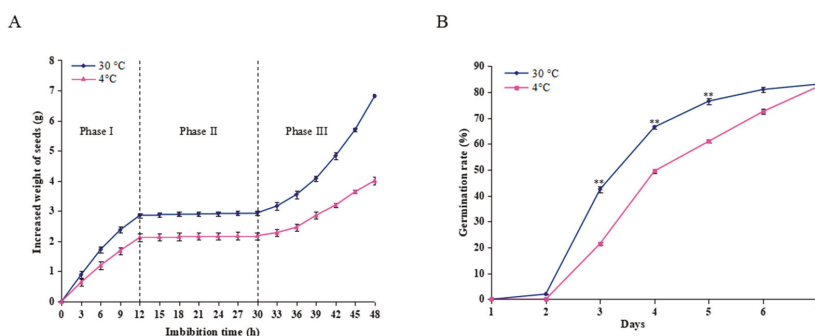 A
30 °C
4°C
Phase I
Phase II
Phase III
Increased weight of seeds (g)
8
7
6
5
4
3
2
1
0
0 3 6 9 12 15 18 21 24 27 30 33 36 39 42 45 48
Imbibition time (h)
B
30 °C
4°C
Germination rate (%)
90
80
70
60
50
40
30
20
10
0
**
**
**
1 2 3 4 5 6
Days